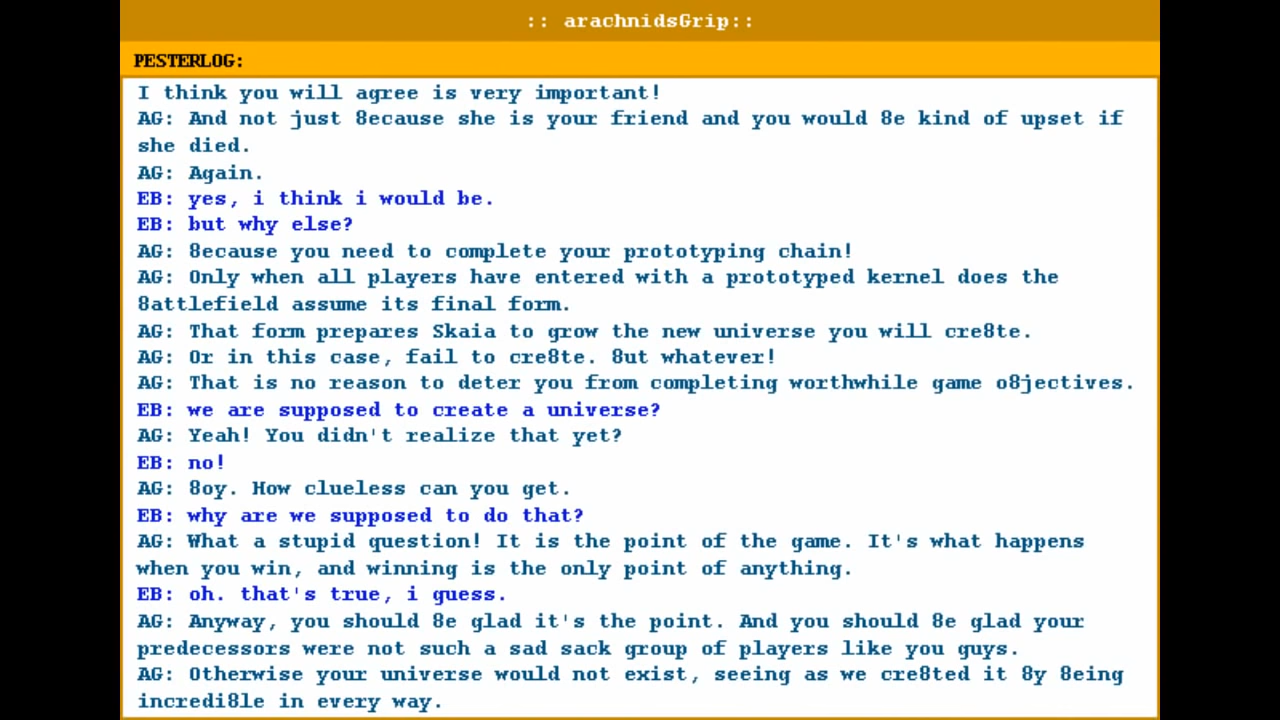 :: arachnidsGrip::
PESTERLOG:
I think you will agree is very important!
AG: And not just 8ecause she is your friend and you would 8e kind of upset if
she died.
AG: Again.
EB: yes, i think i would be.
EB: but why else?
AG: 8ecause you need to complete your prototyping chain!
AG: Only when all players have entered with a prototyped kernel does the
8attlefield assume its final form.
AG: That form prepares Skaia to grow the new universe you will cre8te.
AG: Or in this case, fail to cre8te. 8ut whatever!
AG: That is no reason to deter you from completing worthwhile game o8jectives.
EB: we are supposed to create a universe?
AG: Yeah! You didn't realize that yet?
EB: no!
AG: 8oy. How clueless can you get.
EB: why are we supposed to do that?
AG: What a stupid question! It is the point of the game. It's what happens
when you win, and winning is the only point of anything.
EB: oh. that's true, i guess.
AG: Anyway, you should 8e glad it's the point. And you should 8e glad your
predecessors were not such a sad sack group of players like you guys.
AG: Otherwise your universe would not exist, seeing as we cre8ted it 8y 8eing
incredi8le in every way.